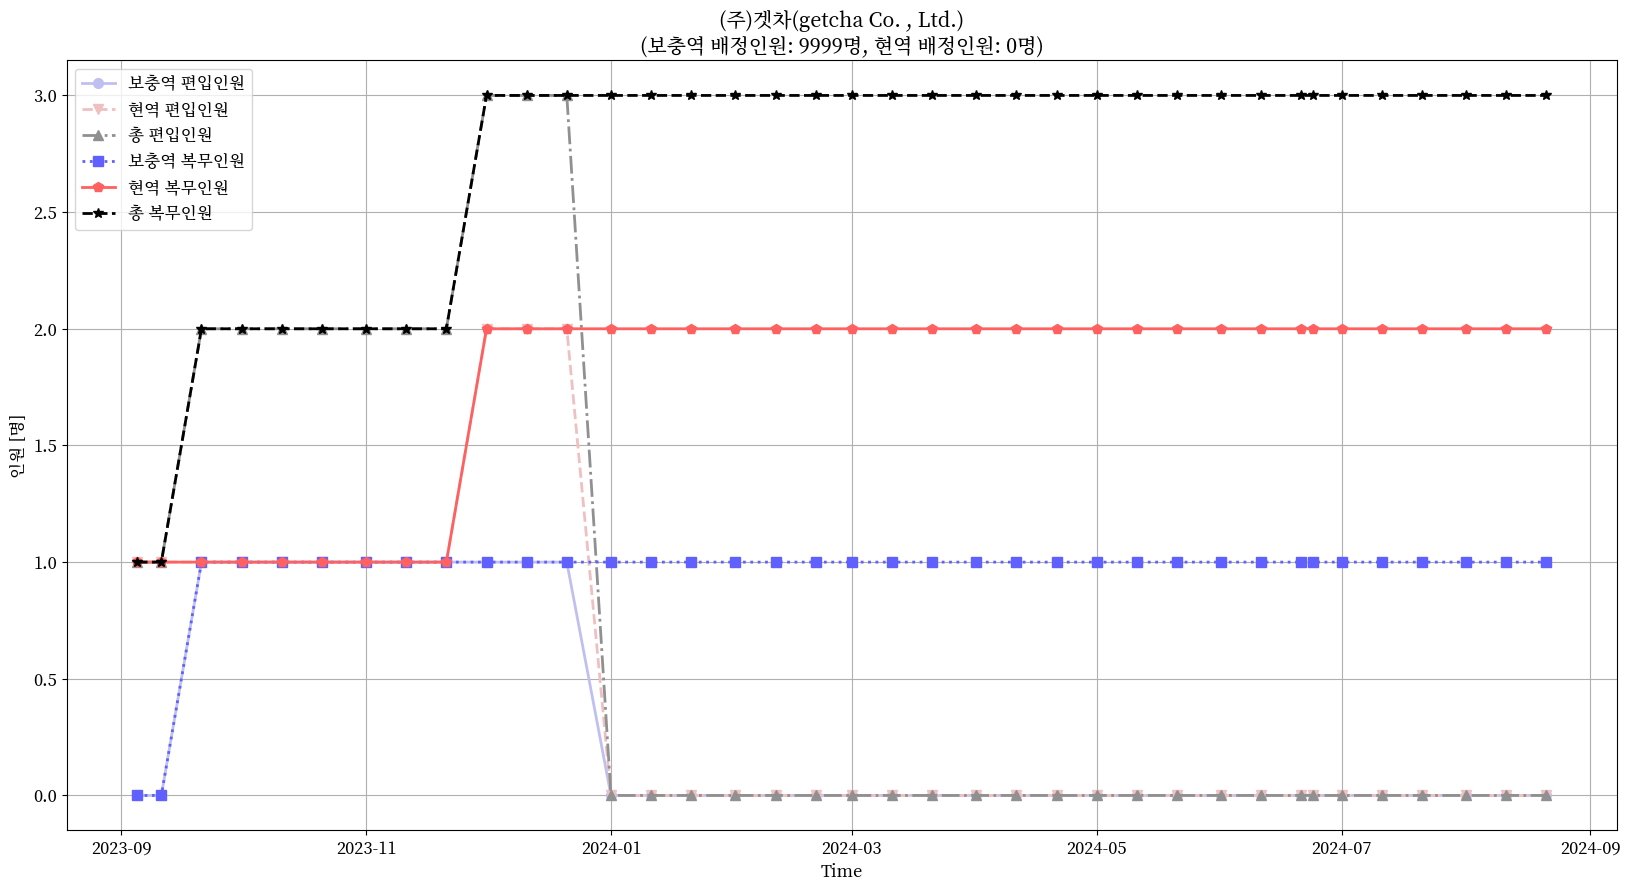 (주)겟차(getcha Co. , Ltd.)
(보충역 배정인원: 9999명, 현역 배정인원: 0명)
보충역 편입인원
현역 편입인원
총 편입인원
보충역 복무인원
현역 복무인원
총 복무인원
인원 [명]
3.0
2.5
2.0
1.5
1.0
0.5
0.0
2023-09
2023-11
2024-01
2024-03
2024-05
2024-07
2024-09
Time